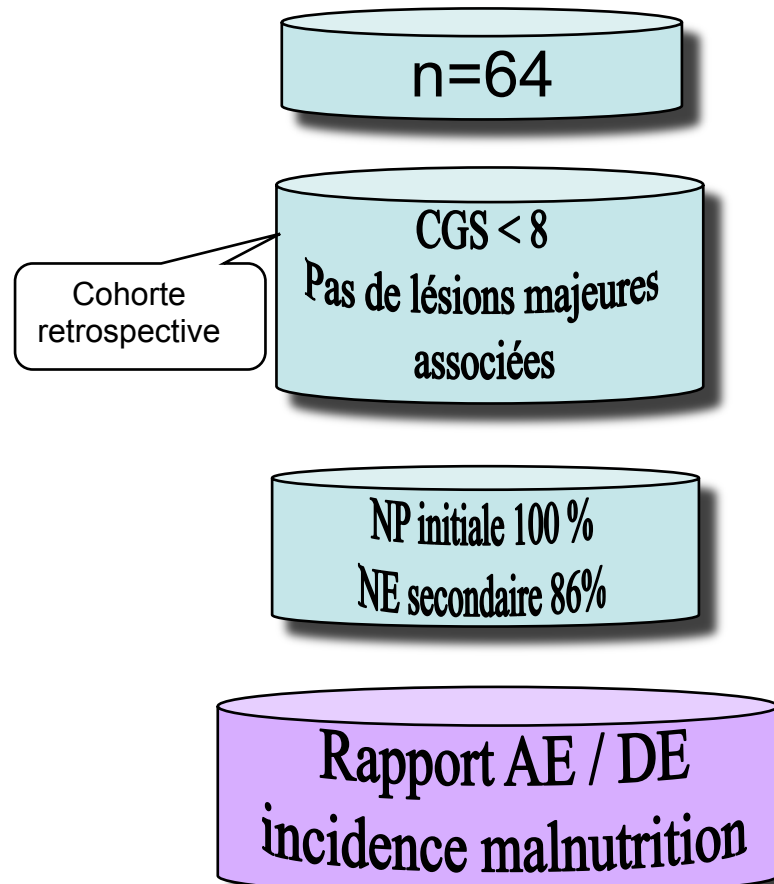 n=64
CGS < 8
Pas de lésions majeures
associées
Cohorte
retrospective
NP initiale 100 %
NE secondaire 86%
Rapport AE / DE
incidence malnutrition